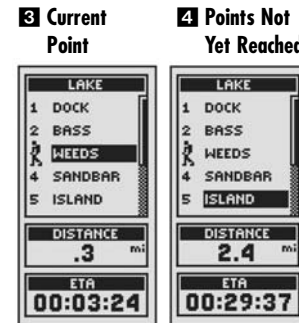 3 Current Point
4 Points Not Yet Reached
LAKE
1 DOCK
2 BASS
WEEDS
4 SANDBAR
5 ISLAND
DISTANCE
.3 mi
ETA
00:03:24
LAKE
1 DOCK
2 BASS
WEEDS
4 SANDBAR
5 ISLAND
DISTANCE
2.4 mi
ETA
00:29:37